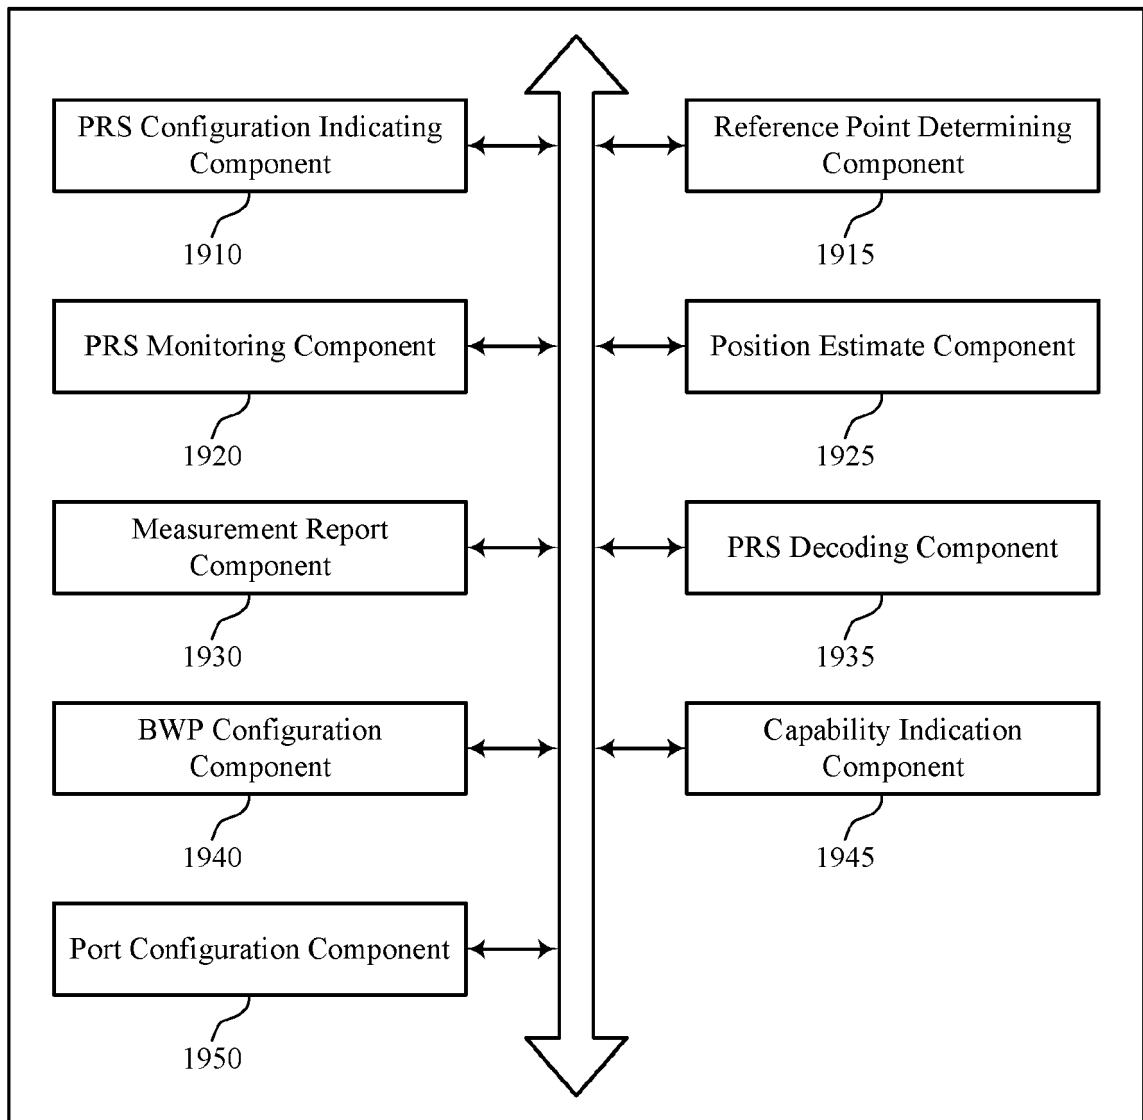 PRS Configuration Indicating
Component
1910
Reference Point Determining
Component
1915
PRS Monitoring Component
1920
Position Estimate Component
1925
Measurement Report
Component
1930
PRS Decoding Component
1935
BWP Configuration
Component
1940
Capability Indication
Component
1945
Port Configuration Component
1950